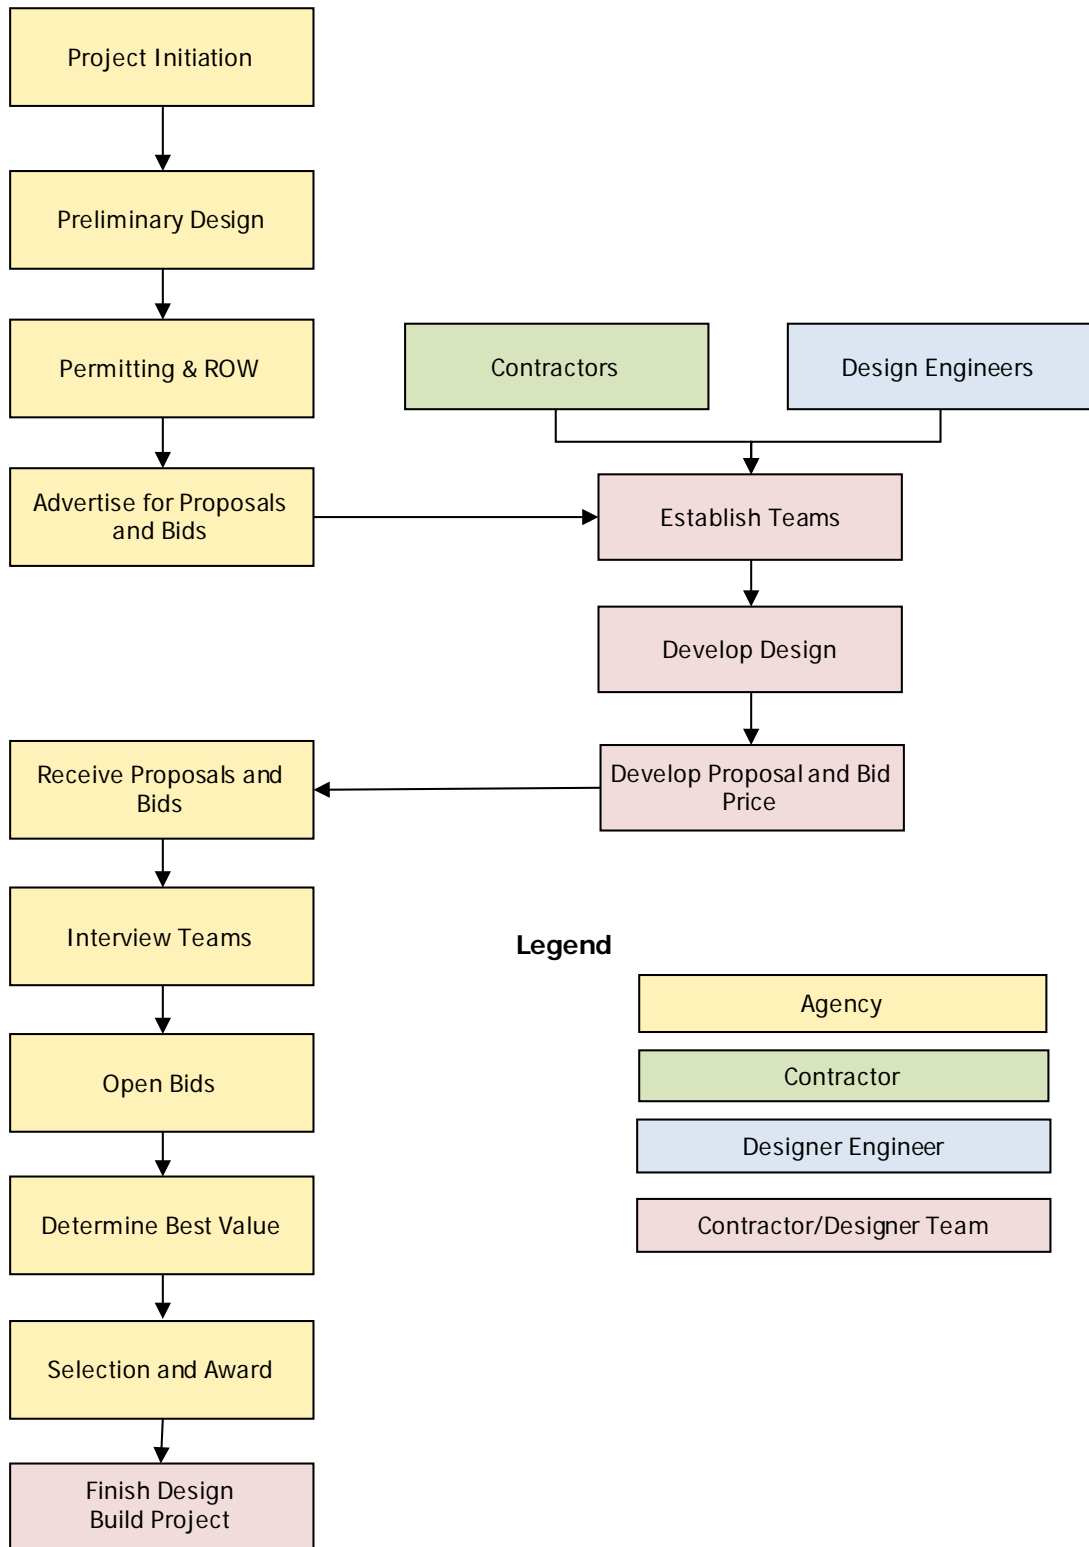 Project Initiation
Preliminary Design
Permitting & ROW
Contractors
Design Engineers
Advertise for Proposals
and Bids
Establish Teams
Develop Design
Receive Proposals and
Bids
Develop Proposal and Bid
Price
Interview Teams
Legend
Agency
Open Bids
Contractor
Designer Engineer
Determine Best Value
Contractor/Designer Team
Selection and Award
Finish Design
Build Project